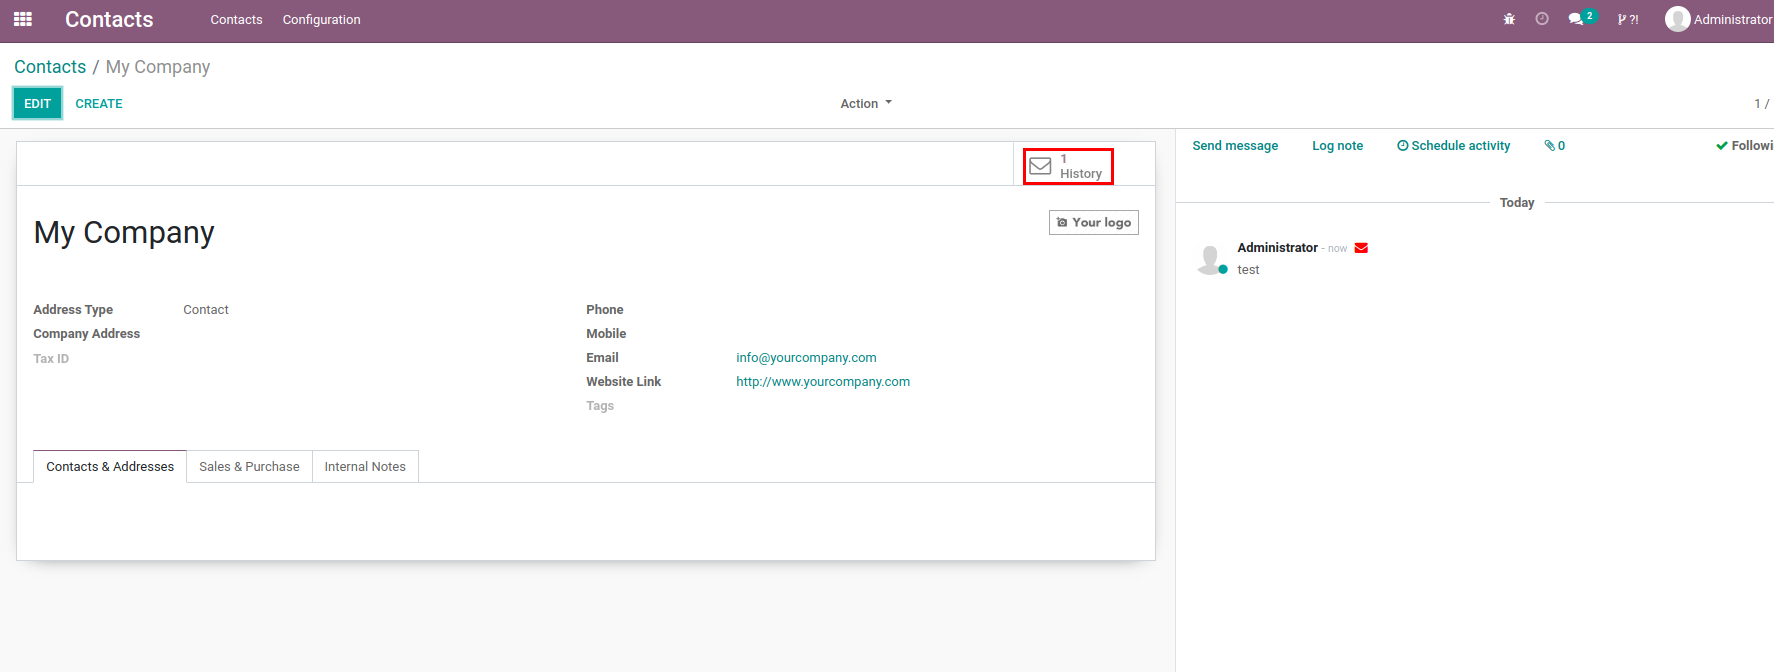 Contacts Contacts Configuration 2 ?! Administrator
Contacts / My Company
EDIT CREATE Action 1 /
Send message Log note Schedule activity 0 Followi
1
History
Today
My Company
Your logo
Administrator - now
test
Address Type Contact
Company Address
Tax ID
Phone
Mobile
Email info@yourcompany.com
Website Link http://www.yourcompany.com
Tags
Contacts & Addresses Sales & Purchase Internal Notes